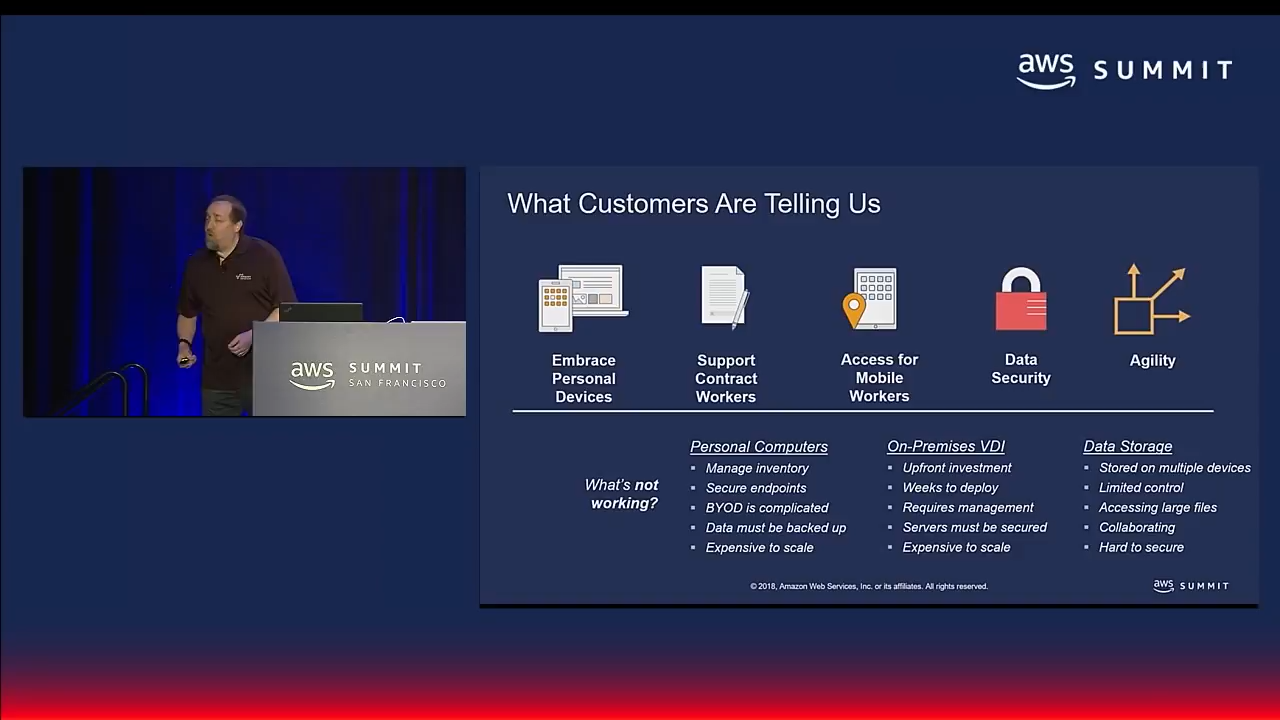 aws SUMMIT
aws SUMMIT
SAN FRANCISCO
What Customers Are Telling Us
Embrace
Personal
Devices
Support
Contract
Workers
Access for
Mobile
Workers
Data
Security
Agility
What's not
working?
Personal Computers
▪ Manage inventory
▪ Secure endpoints
▪ BYOD is complicated
▪ Data must be backed up
▪ Expensive to scale
On-Premises VDI
▪ Upfront investment
▪ Weeks to deploy
▪ Requires management
▪ Servers must be secured
▪ Expensive to scale
Data Storage
▪ Stored on multiple devices
▪ Limited control
▪ Accessing large files
▪ Collaborating
▪ Hard to secure
© 2018, Amazon Web Services, Inc. or its affiliates. All rights reserved.
aws SUMMIT